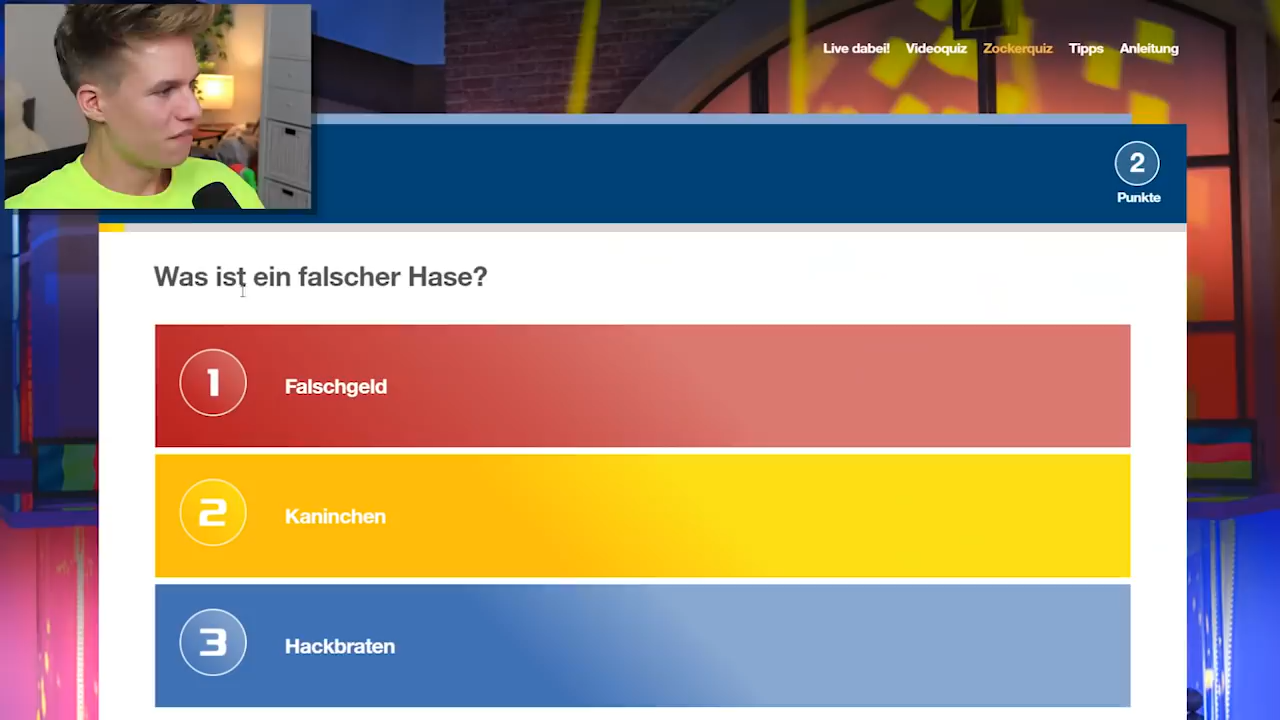 Live dabei! Videoquiz Zockerquiz Tipps Anleitung
2
Punkte
Was ist ein falscher Hase?
1 Falschgeld
2 Kaninchen
3 Hackbraten